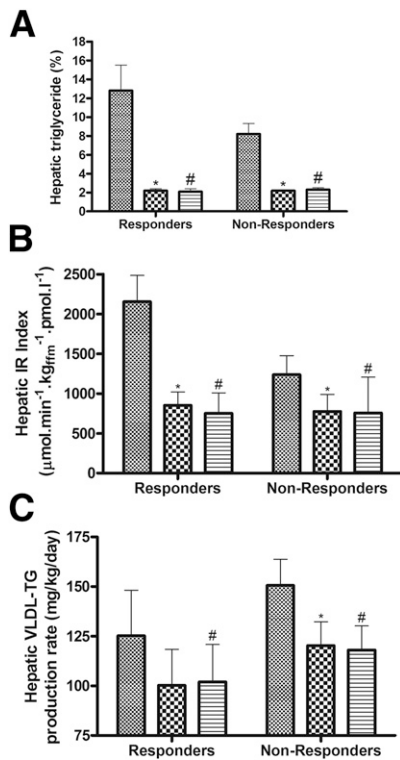 A
Hepatic triglyceride (%)
18
16
14
12
10
8
6
4
2
0
* # * #
Responders Non-Responders
B
Hepatic IR Index
(μmol.min⁻¹.kg_ffm⁻¹.pmol.l⁻¹)
2500
2000
1500
1000
500
0
* # * #
Responders Non-Responders
C
Hepatic VLDL-TG
production rate (mg/kg/day)
175
150
125
100
75
# * #
Responders Non-Responders